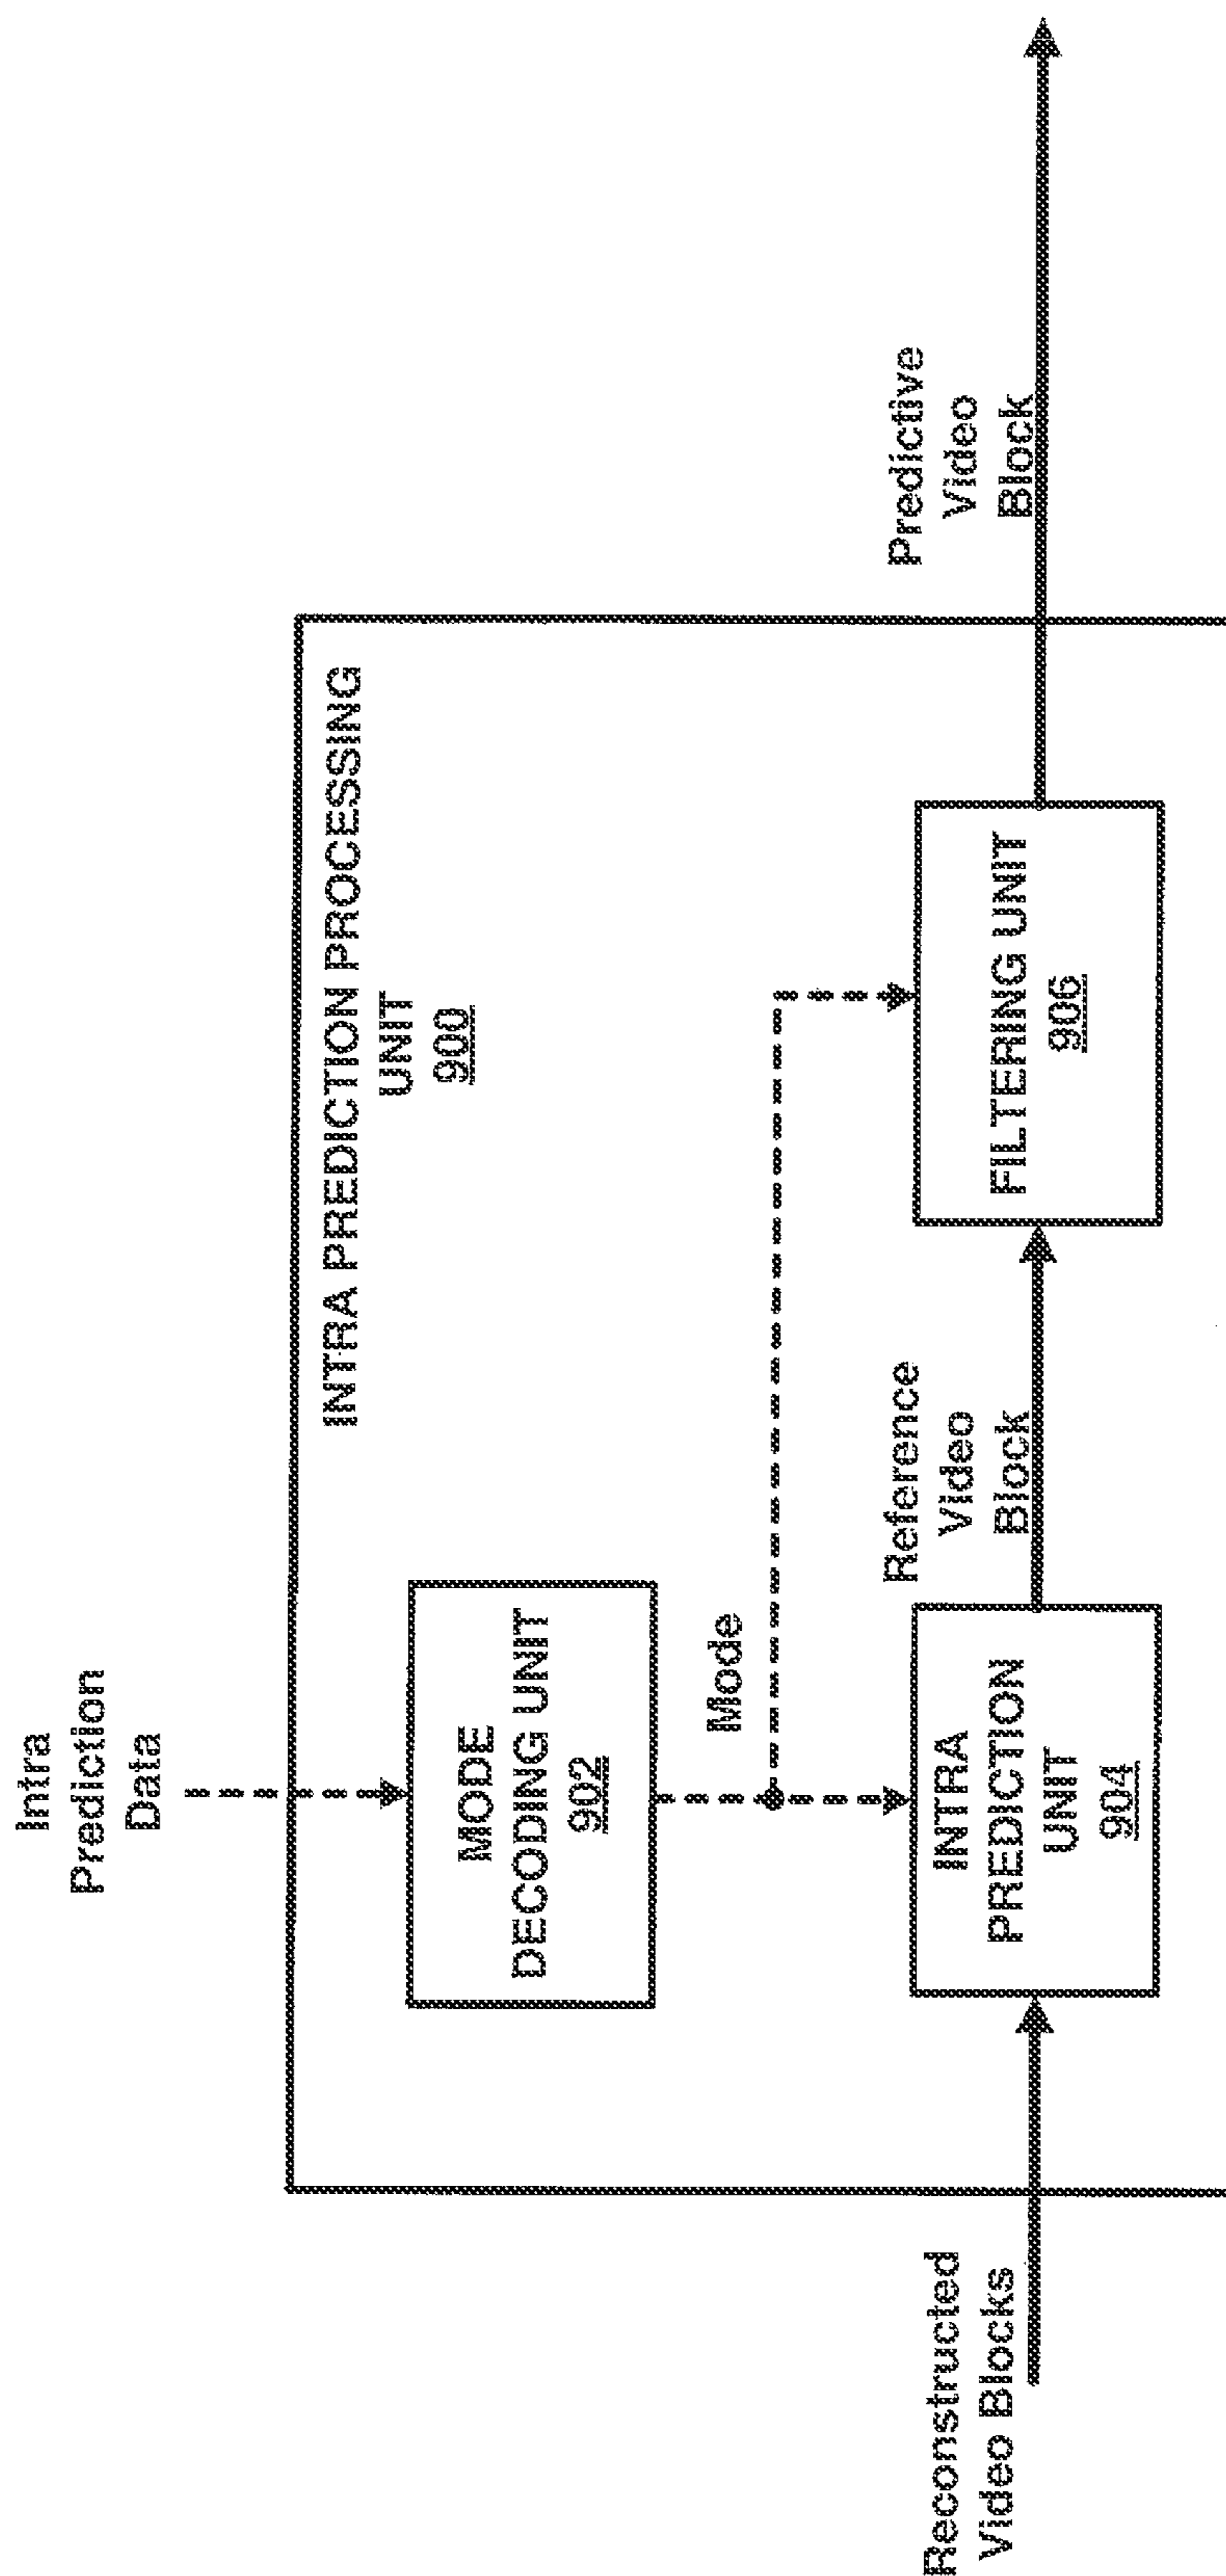 Intra
Prediction
Data
INTRA PREDICTION PROCESSING
UNIT
900
MODE
DECODING UNIT
902
Mode
Reconstructed
Video Blocks
INTRA
PREDICTION
UNIT
904
Reference
Video
Block
FILTERING UNIT
906
Predictive
Video
Block